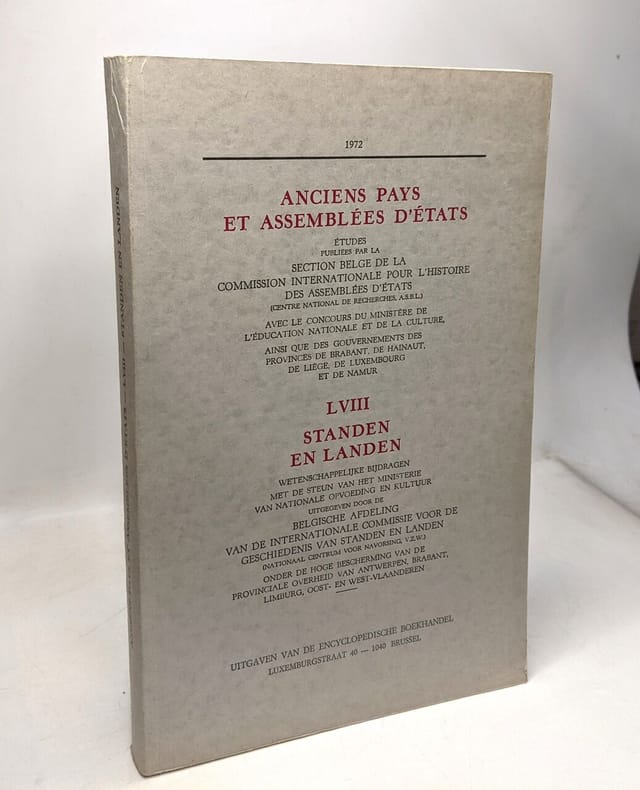 1972
ANCIENS PAYS
ET ASSEMBLÉES D'ÉTATS
ÉTUDES
PUBLIÉES PAR LA
SECTION BELGE DE LA
COMMISSION INTERNATIONALE POUR L'HISTOIRE
DES ASSEMBLÉES D'ÉTATS
(CENTRE NATIONAL DE RECHERCHES, A.S.B.L.)
AVEC LE CONCOURS DU MINISTÈRE DE
L'ÉDUCATION NATIONALE ET DE LA CULTURE,
AINSI QUE DES GOUVERNEMENTS DES
PROVINCES DE BRABANT, DE HAINAUT,
DE LIÈGE, DE LUXEMBOURG
ET DE NAMUR
LVIII
STANDEN
EN LANDEN
WETENSCHAPPELIJKE BIJDRAGEN
MET DE STEUN VAN HET MINISTERIE
VAN NATIONALE OPVOEDING EN KULTUUR
UITGEGEVEN DOOR DE
BELGISCHE AFDELING
VAN DE INTERNATIONALE COMMISSIE VOOR DE
GESCHIEDENIS VAN STANDEN EN LANDEN
(NATIONAAL CENTRUM VOOR NAVORSING, V.Z.W.)
ONDER DE HOGE BESCHERMING VAN DE
PROVINCIALE OVERHEID VAN ANTWERPEN, BRABANT,
LIMBURG, OOST- EN WEST-VLAANDEREN
UITGAVEN VAN DE ENCYCLOPEDISCHE BOEKHANDEL
LUXEMBURGSTRAAT 40 — 1040 BRUSSEL
D'ÉTATS - LVIII - STANDEN EN LANDEN